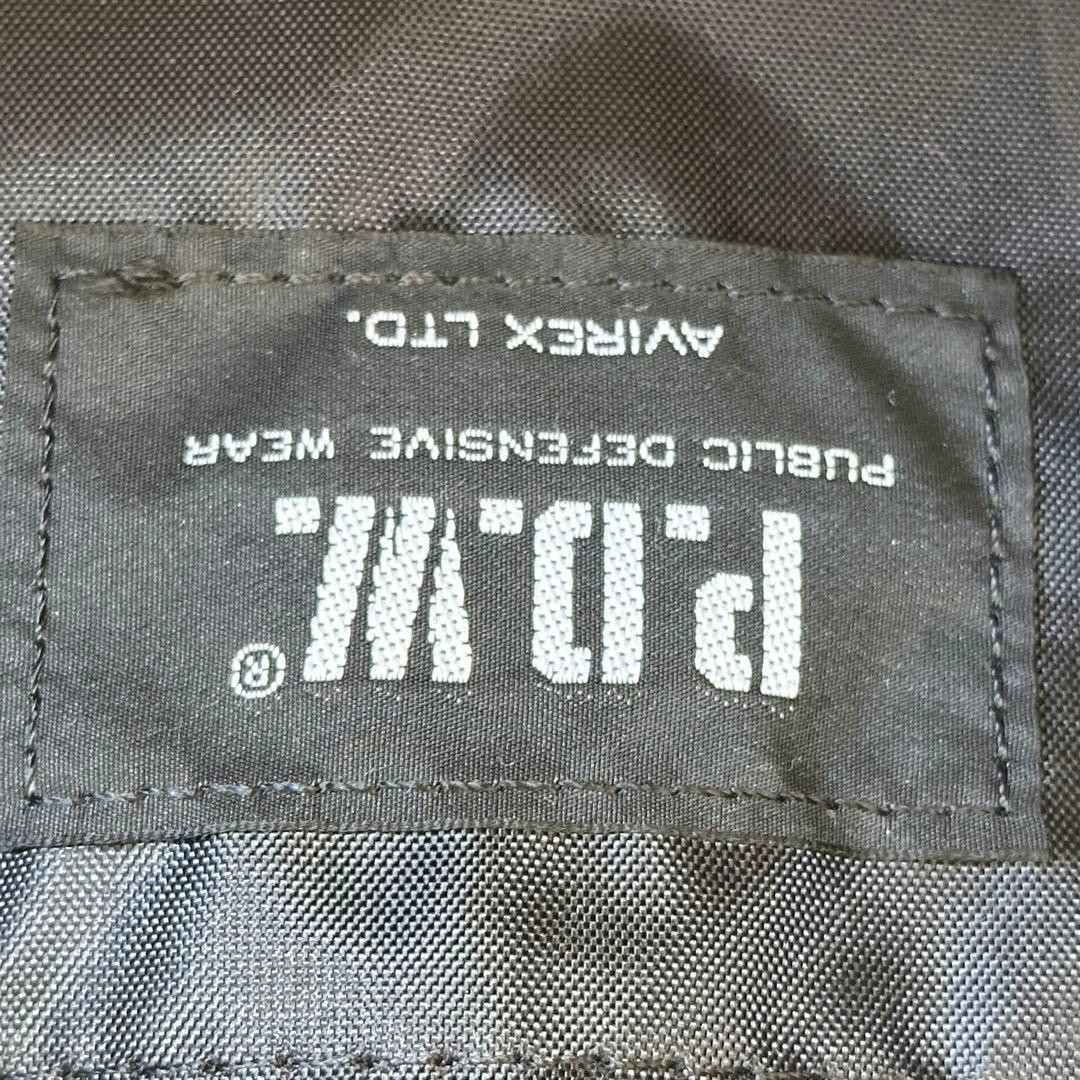 P.D.W.®
PUBLIC DEFENSIVE WEAR
AVIREX LTD.